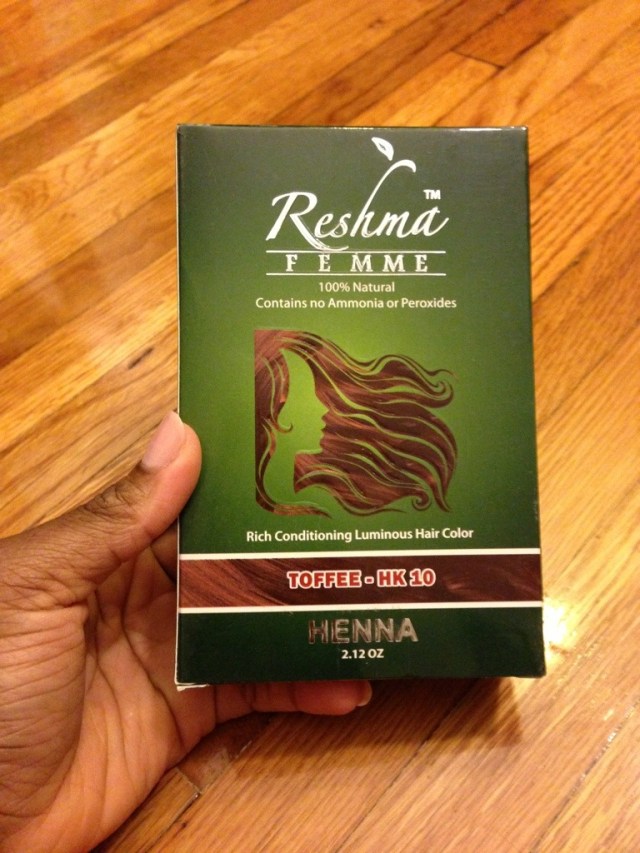 Reshma™
FEMME
100% Natural
Contains no Ammonia or Peroxides
Rich Conditioning Luminous Hair Color
TOFFEE - HK 10
HENNA
2.12 OZ